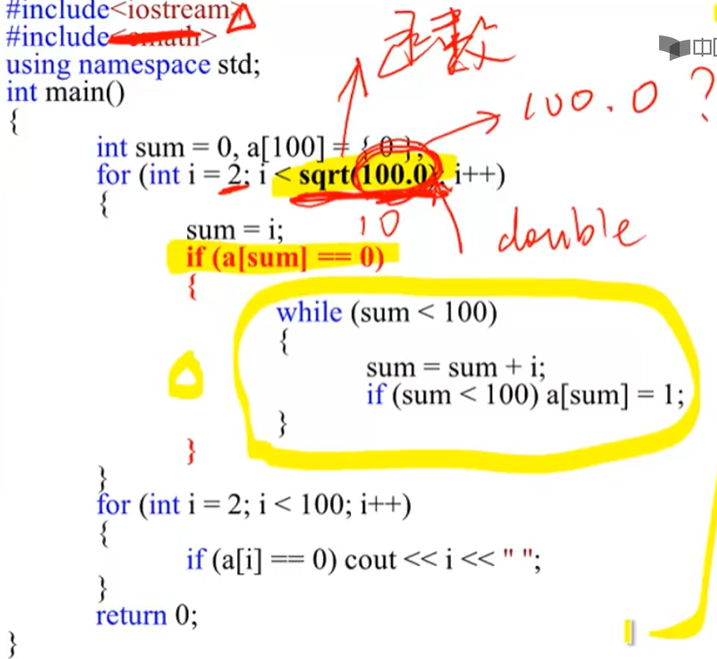 #include<iostream>
#include<cmath>
using namespace std;
int main()
{
函数
100.0 ?
中
int sum = 0, a[100] = { 0 };
for (int i = 2; i < sqrt(100.0); i++)
{
10
double
sum = i;
if (a[sum] == 0)
{
while (sum < 100)
{
sum = sum + i;
if (sum < 100) a[sum] = 1;
}
}
}
for (int i = 2; i < 100; i++)
{
if (a[i] == 0) cout << i << " ";
}
return 0;
}